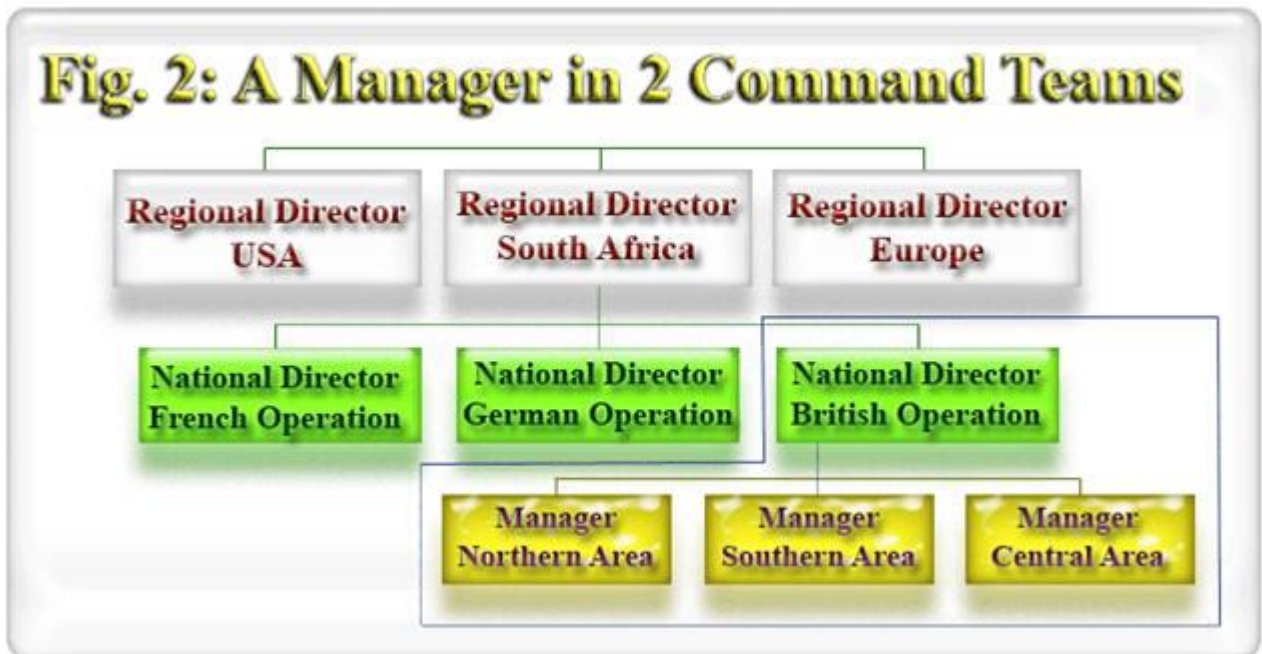 Fig. 2: A Manager in 2 Command Teams
Regional Director
USA
Regional Director
South Africa
Regional Director
Europe
National Director
French Operation
National Director
German Operation
National Director
British Operation
Manager
Northern Area
Manager
Southern Area
Manager
Central Area